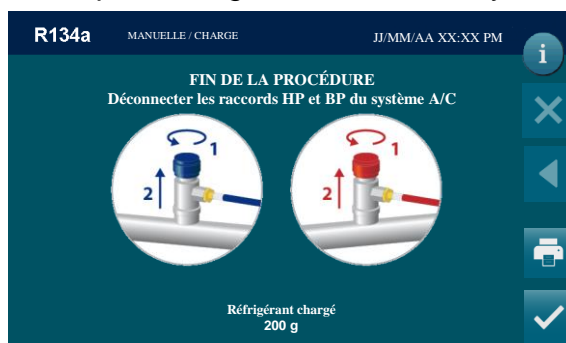 R134a MANUELLE / CHARGE JJ/MM/AA XX:XX PM
i
FIN DE LA PROCÉDURE
Déconnecter les raccords HP et BP du système A/C
1
2
1
2
Réfrigérant chargé
200 g